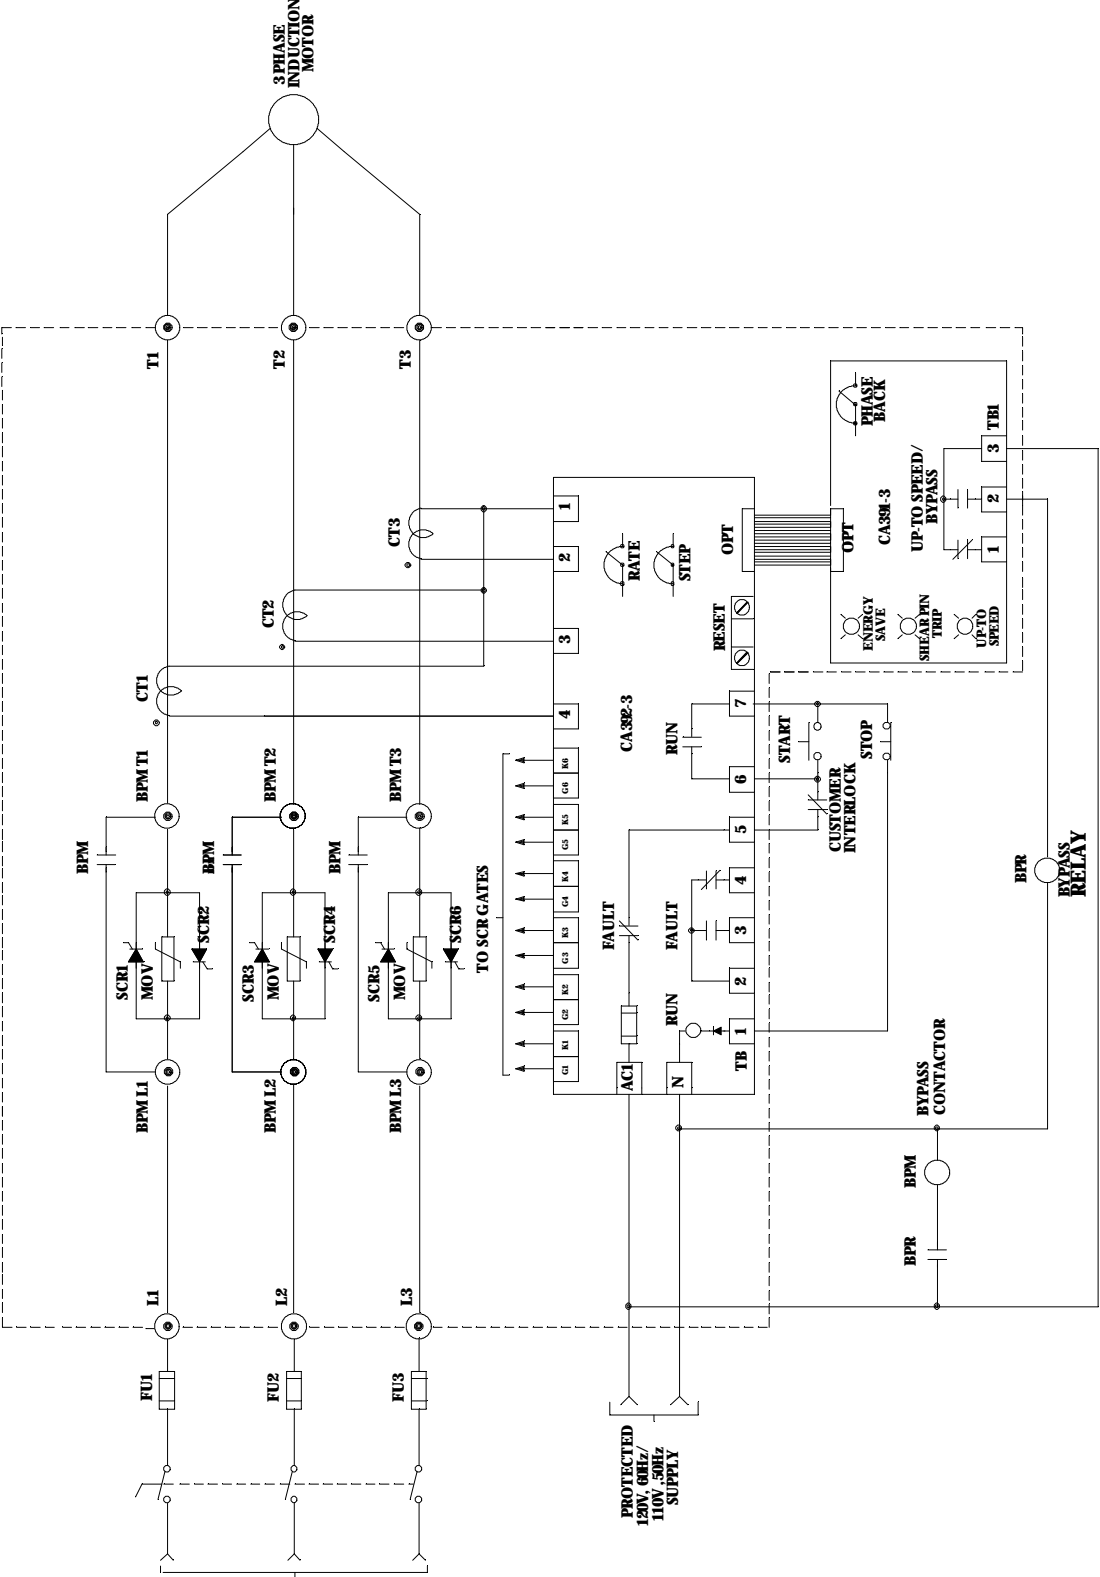 3 PHASE
INDUCTION
MOTOR
T1
T2
T3
CT1
CT2
CT3
BPM T1
BPM T2
BPM T3
BPM
BPM
BPM
SCR1
MOV
SCR2
SCR3
MOV
SCR4
SCR5
MOV
SCR6
BPM L1
BPM L2
BPM L3
L1
L2
L3
FU1
FU2
FU3
TO SCR GATES
G1
K1
G2
K2
G3
K3
G4
K4
G5
K5
G6
K6
4
3
2
1
CA392-3
RATE
STEP
AC1
N
FAULT
RUN
FAULT
RUN
RESET
OPT
TB
1
2
3
4
5
6
7
START
STOP
CUSTOMER
INTERLOCK
OPT
PHASE
BACK
CA391-3
UP-TO SPEED/
BYPASS
ENERGY
SAVE
SHEAR PIN
TRIP
UP-TO
SPEED
1
2
3
TB1
BPR
BYPASS
RELAY
BYPASS
CONTACTOR
BPR
BPM
PROTECTED
120V, 60Hz/
110V ,50Hz
SUPPLY